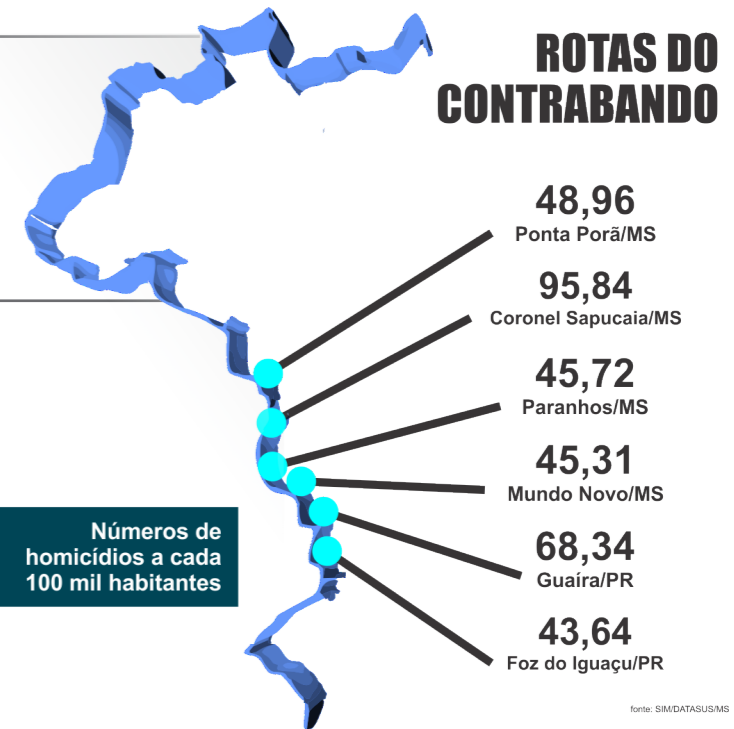 ROTAS DO
CONTRABANDO
48,96
Ponta Porã/MS
95,84
Coronel Sapucaia/MS
45,72
Paranhos/MS
45,31
Mundo Novo/MS
68,34
Guaíra/PR
43,64
Foz do Iguaçu/PR
Números de
homicídios a cada
100 mil habitantes
fonte: SIM/DATASUS/MS